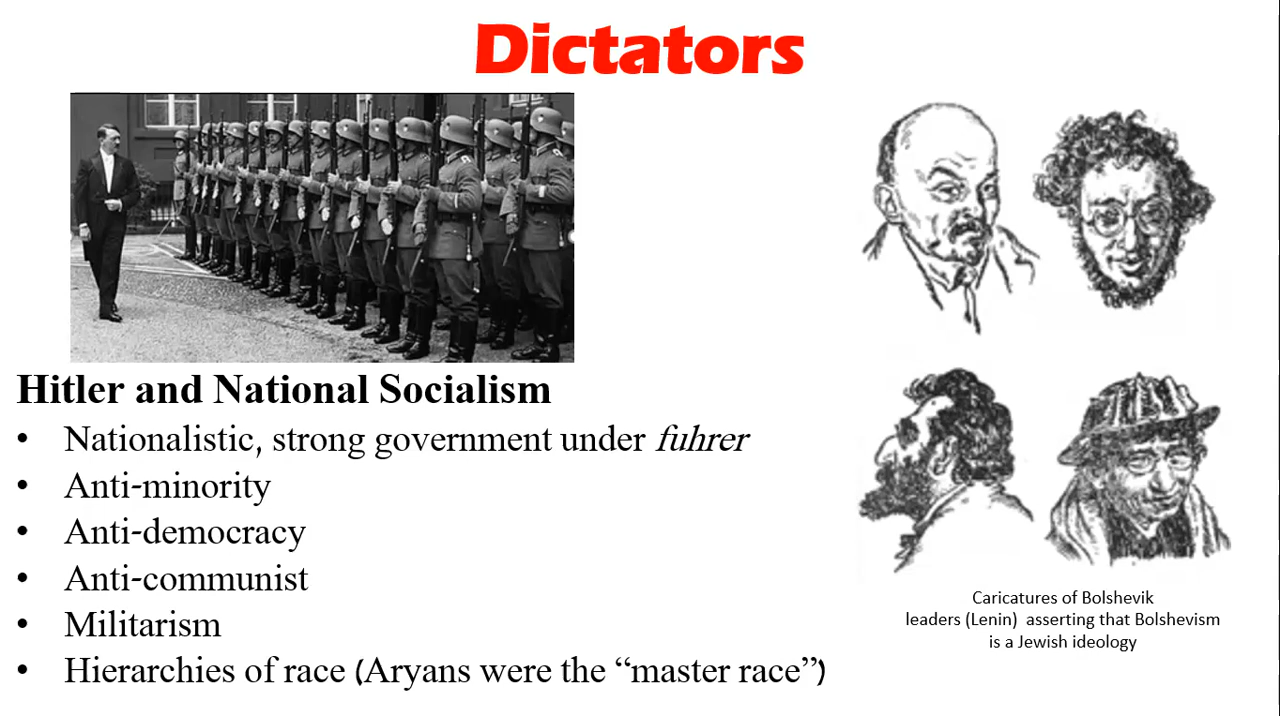 Dictators
Hitler and National Socialism
• Nationalistic, strong government under fuhrer
• Anti-minority
• Anti-democracy
• Anti-communist
• Militarism
• Hierarchies of race (Aryans were the “master race”)
Caricatures of Bolshevik
leaders (Lenin) asserting that Bolshevism
is a Jewish ideology